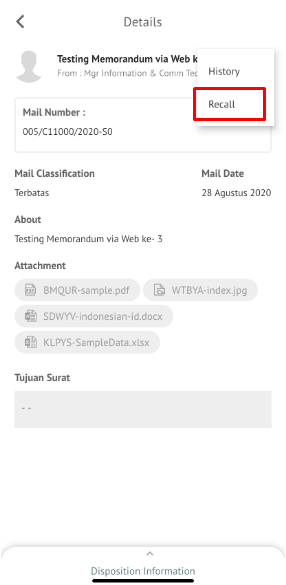 Details
Testing Memorandum via Web k
From : Mgr Information & Comm Tec
History
Recall
Mail Number :
005/C11000/2020-S0
Mail Classification
Mail Date
Terbatas
28 Agustus 2020
About
Testing Memorandum via Web ke- 3
Attachment
BMQUR-sample.pdf
WTBYA-index.jpg
SDWYV-indonesian-id.docx
KLPYS-SampleData.xlsx
Tujuan Surat
- -
Disposition Information